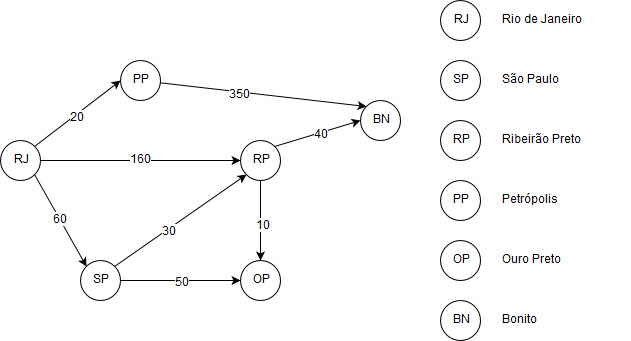 RJ Rio de Janeiro
PP
SP São Paulo
350
20
BN
40
RP Ribeirão Preto
RJ
160
RP
PP Petrópolis
60
30
10
SP
50
OP
OP Ouro Preto
BN Bonito